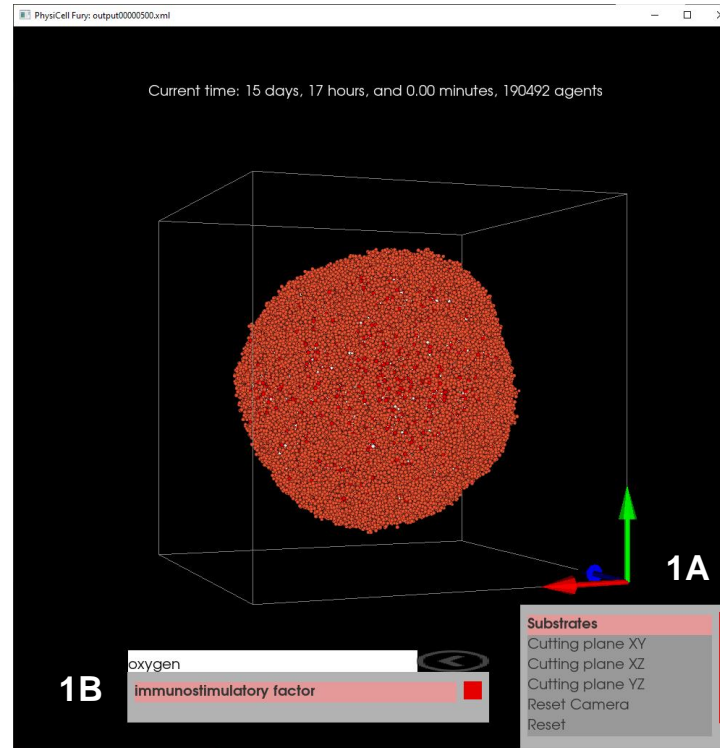 PhysiCell Fury: output00000500.xml
Current time: 15 days, 17 hours, and 0.00 minutes, 190492 agents
1A
Substrates
Cutting plane XY
Cutting plane XZ
Cutting plane YZ
Reset Camera
Reset
1B
oxygen
immunostimulatory factor